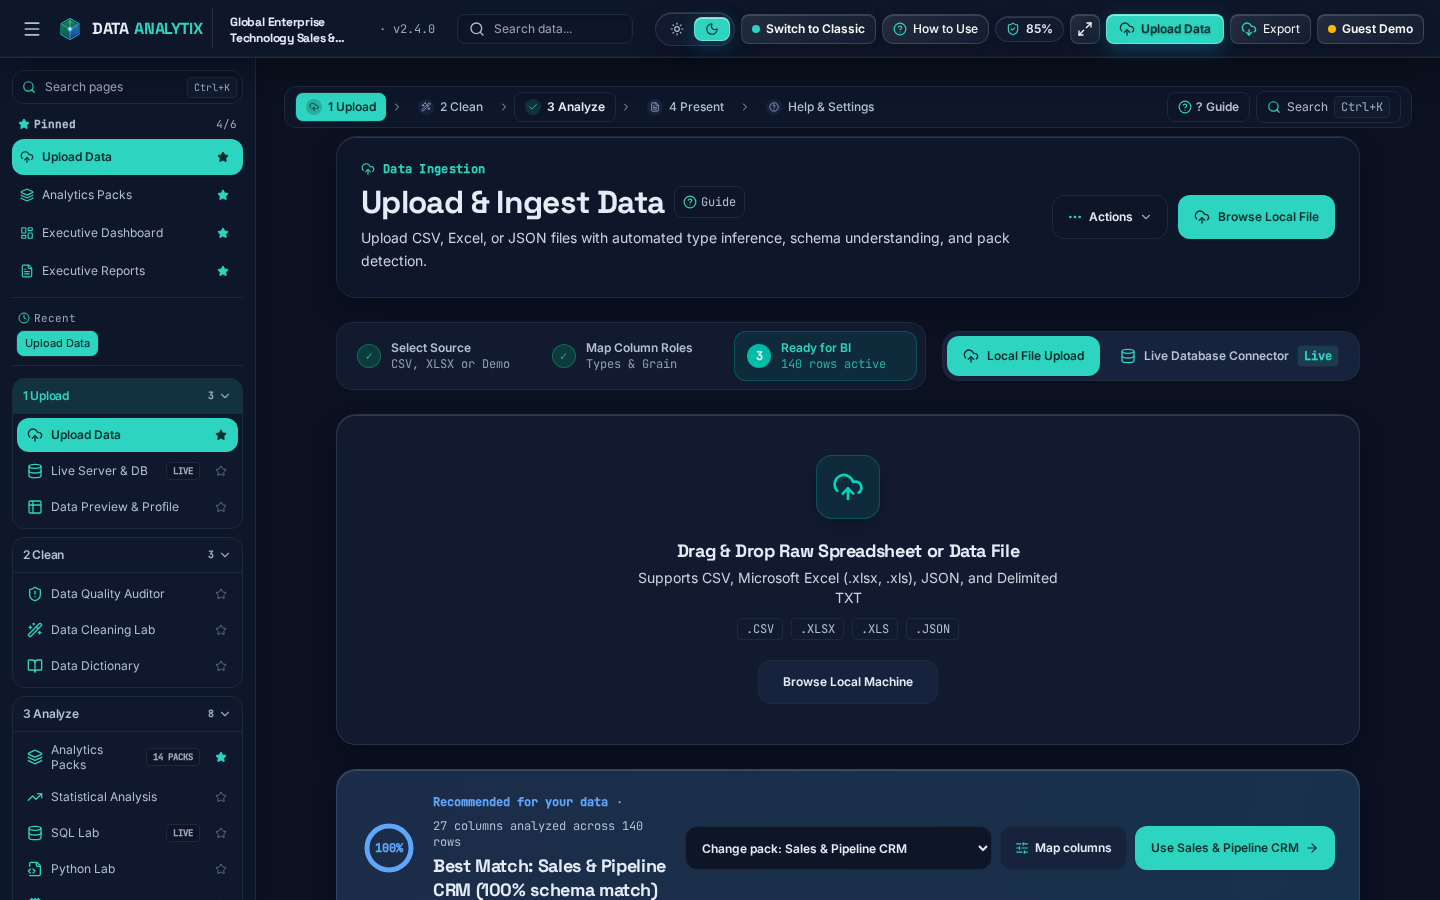 DATA ANALYTIX
Global Enterprise
Technology Sales &...
· v2.4.0
Search data...
Switch to Classic
How to Use
85%
Upload Data
Export
Guest Demo
Search pages
Ctrl+K
Pinned
4/6
Upload Data
Analytics Packs
Executive Dashboard
Executive Reports
Recent
Upload Data
1 Upload
3
Upload Data
Live Server & DB
LIVE
Data Preview & Profile
2 Clean
3
Data Quality Auditor
Data Cleaning Lab
Data Dictionary
3 Analyze
8
Analytics
Packs
14 PACKS
Statistical Analysis
SQL Lab
LIVE
Python Lab
1 Upload
2 Clean
3 Analyze
4 Present
Help & Settings
? Guide
Search
Ctrl+K
Data Ingestion
Upload & Ingest Data
Guide
Upload CSV, Excel, or JSON files with automated type inference, schema understanding, and pack
detection.
Actions
Browse Local File
✓
Select Source
CSV, XLSX or Demo
✓
Map Column Roles
Types & Grain
3
Ready for BI
140 rows active
Local File Upload
Live Database Connector
Live
Drag & Drop Raw Spreadsheet or Data File
Supports CSV, Microsoft Excel (.xlsx, .xls), JSON, and Delimited
TXT
.CSV
.XLSX
.XLS
.JSON
Browse Local Machine
100%
Recommended for your data ·
27 columns analyzed across 140
rows
Best Match: Sales & Pipeline
CRM (100% schema match)
Change pack: Sales & Pipeline CRM
Map columns
Use Sales & Pipeline CRM →